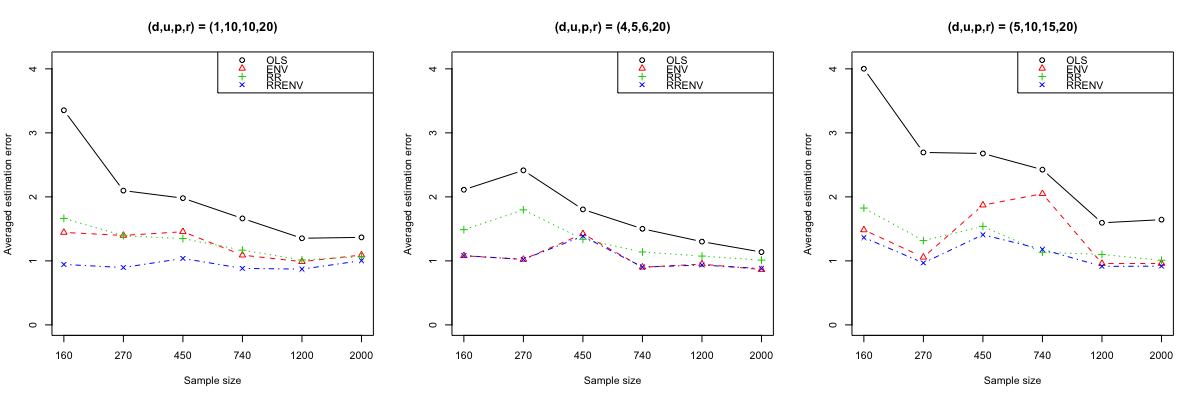 (d,u,p,r) = (1,10,10,20)
Averaged estimation error
4
3
2
1
0
OLS
ENV
RR
RRENV
160 270 450 740 1200 2000
Sample size
(d,u,p,r) = (4,5,6,20)
Averaged estimation error
4
3
2
1
0
OLS
ENV
RR
RRENV
160 270 450 740 1200 2000
Sample size
(d,u,p,r) = (5,10,15,20)
Averaged estimation error
4
3
2
1
0
OLS
ENV
RR
RRENV
160 270 450 740 1200 2000
Sample size